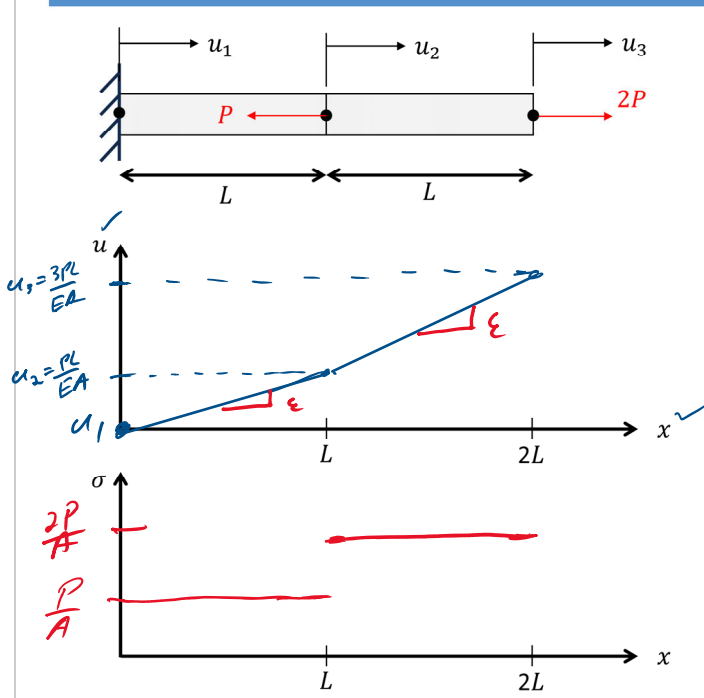 u₁ u₂ u₃
P 2P
L L
u
u₃ = 3PL/EA
ε
u₂ = PL/EA
ε
u₁ x
L 2L
σ
2P/A
P/A
x
L 2L